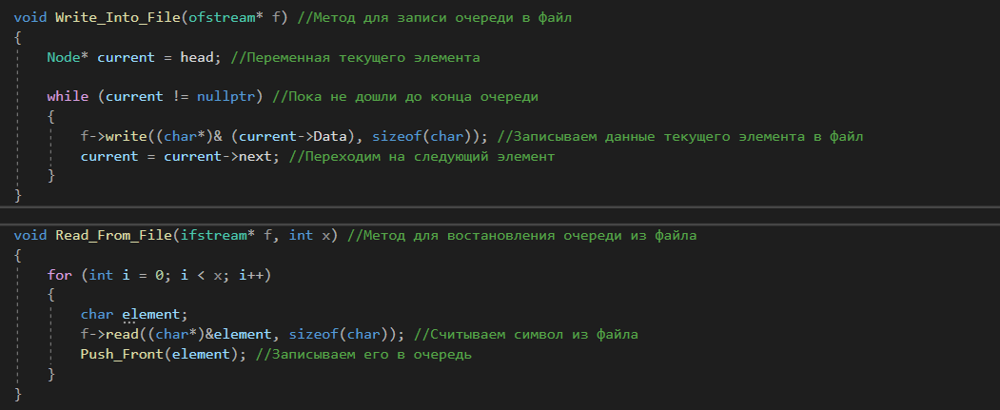 void Write_Into_File(ofstream* f) //Метод для записи очереди в файл
{
Node* current = head; //Переменная текущего элемента
while (current != nullptr) //Пока не дошли до конца очереди
{
f->write((char*)& (current->Data), sizeof(char)); //Записываем данные текущего элемента в файл
current = current->next; //Переходим на следующий элемент
}
}
void Read_From_File(ifstream* f, int x) //Метод для востановления очереди из файла
{
for (int i = 0; i < x; i++)
{
char element;
f->read((char*)&element, sizeof(char)); //Считываем символ из файла
Push_Front(element); //Записываем его в очередь
}
}